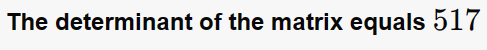 The determinant of the matrix equals 517